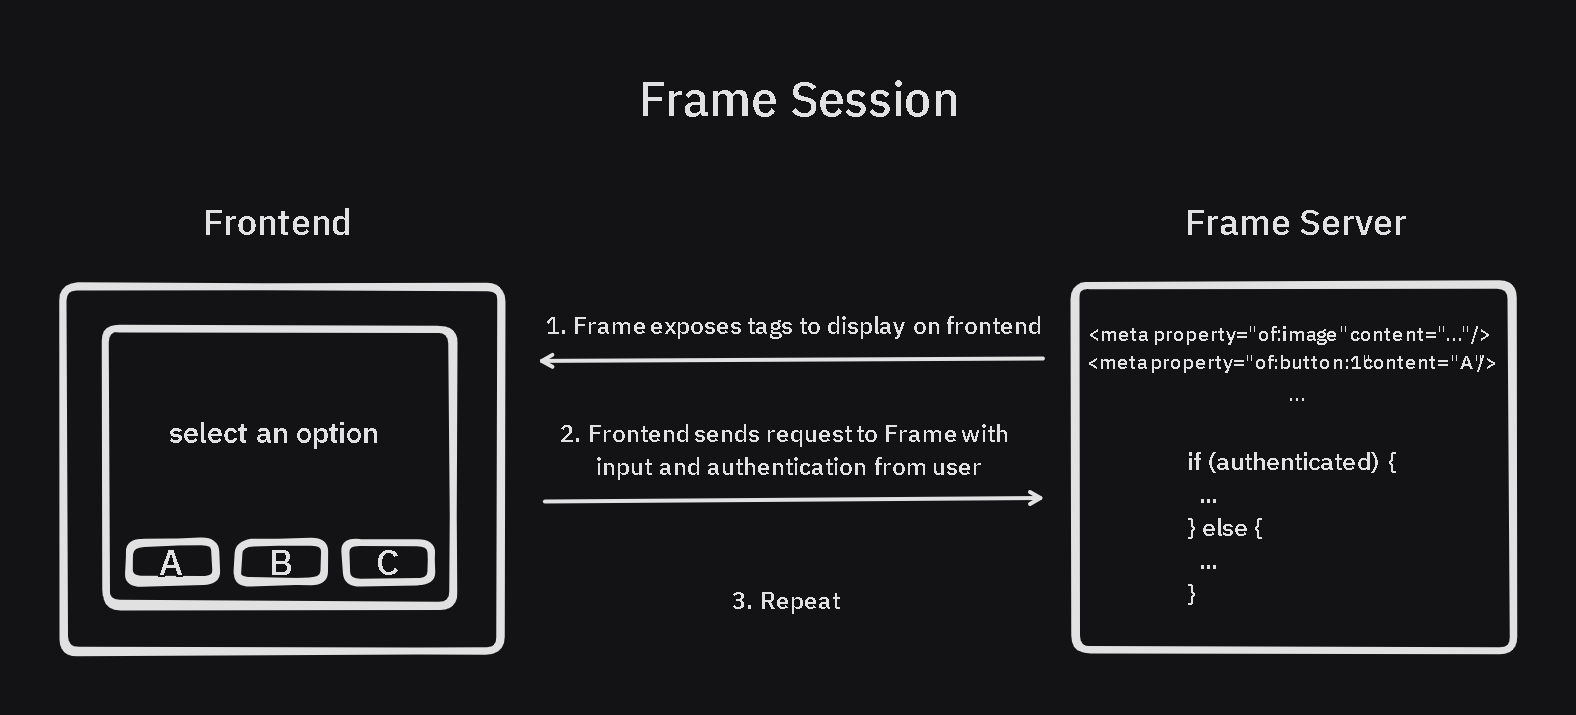 Frame Session
Frontend
Frame Server
select an option
A B C
1. Frame exposes tags to display on frontend
2. Frontend sends request to Frame with
input and authentication from user
3. Repeat
<meta property="of:image" content="..."/>
<meta property="of:button:1" content="A"/>
...
if (authenticated) {
...
} else {
...
}